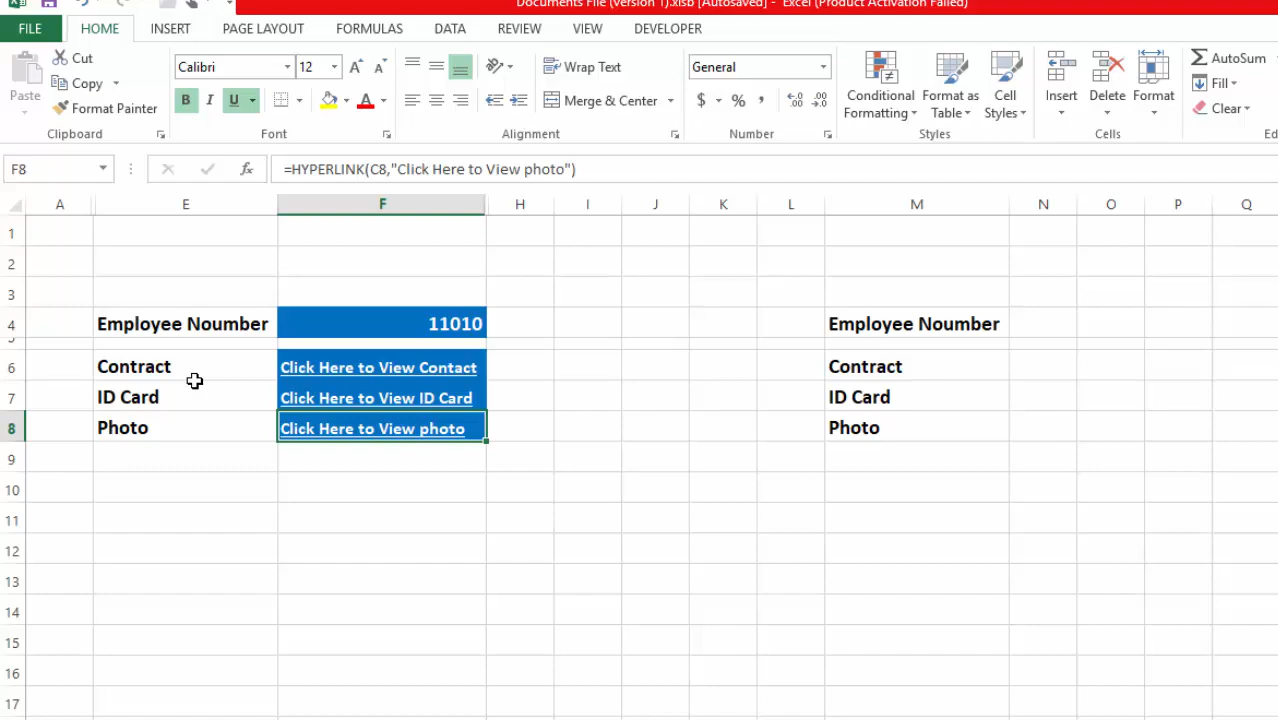 Documents File (version 1).xlsb [Autosaved] - Excel (Product Activation Failed)
FILE HOME INSERT PAGE LAYOUT FORMULAS DATA REVIEW VIEW DEVELOPER
Cut
Copy
Format Painter
Paste
Clipboard
Calibri 12
B I U
Font
Wrap Text
Merge & Center
Alignment
General
$ % ,
Number
Conditional Formatting
Format as Table
Cell Styles
Styles
Insert Delete Format
Cells
AutoSum
Fill
Clear
Ed
F8 fx =HYPERLINK(C8,"Click Here to View photo")
A E F H I J K L M N O P Q
1
2
3
4 Employee Noumber 11010 Employee Noumber
6 Contract Click Here to View Contact Contract
7 ID Card Click Here to View ID Card ID Card
8 Photo Click Here to View photo Photo
9
10
11
12
13
14
15
16
17